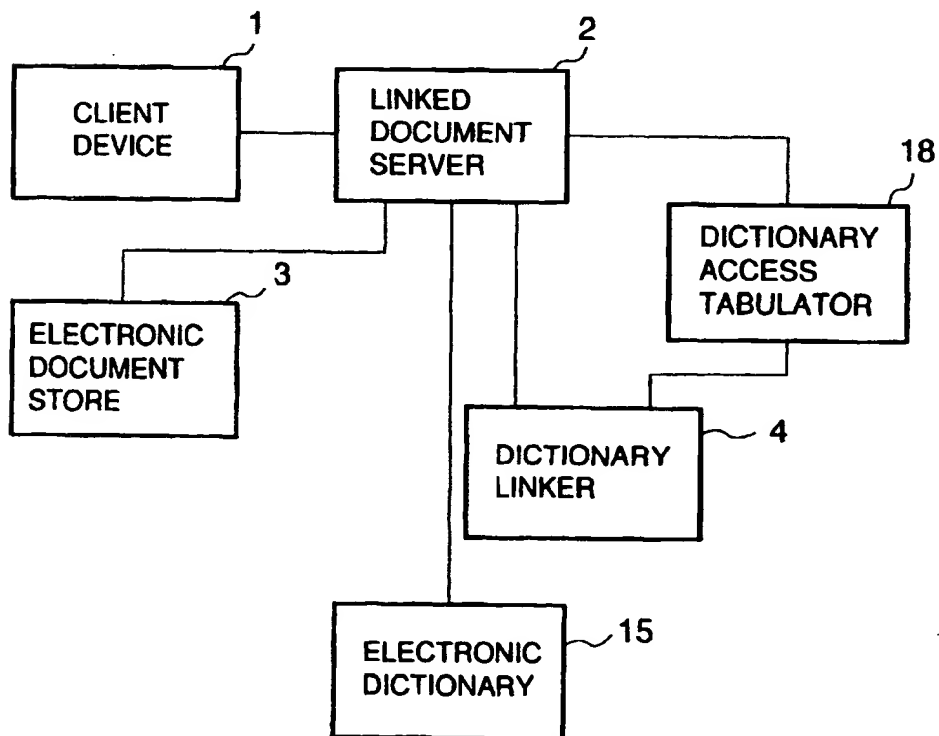 1
CLIENT
DEVICE
2
LINKED
DOCUMENT
SERVER
18
DICTIONARY
ACCESS
TABULATOR
3
ELECTRONIC
DOCUMENT
STORE
4
DICTIONARY
LINKER
15
ELECTRONIC
DICTIONARY